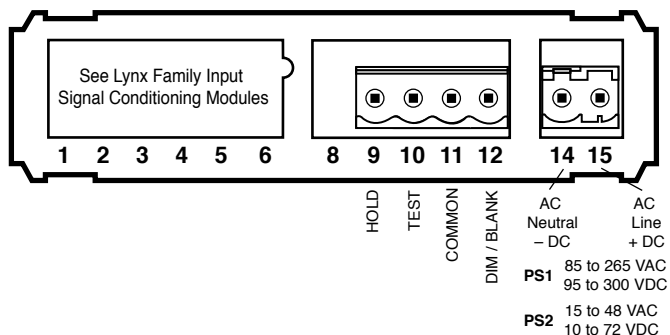 See Lynx Family Input
Signal Conditioning Modules
1 2 3 4 5 6 8 9 10 11 12 14 15
HOLD
TEST
COMMON
DIM / BLANK
AC
Neutral
– DC
AC
Line
+ DC
PS1 85 to 265 VAC
95 to 300 VDC
PS2 15 to 48 VAC
10 to 72 VDC